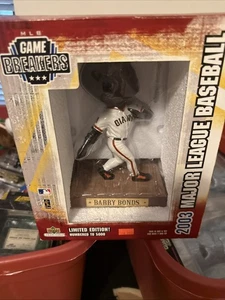 MLB
GAME
BREAKERS
GIANTS
BARRY BONDS
LIMITED EDITION!
NUMBERED TO 5000
2003 MAJOR LEAGUE BASEBALL